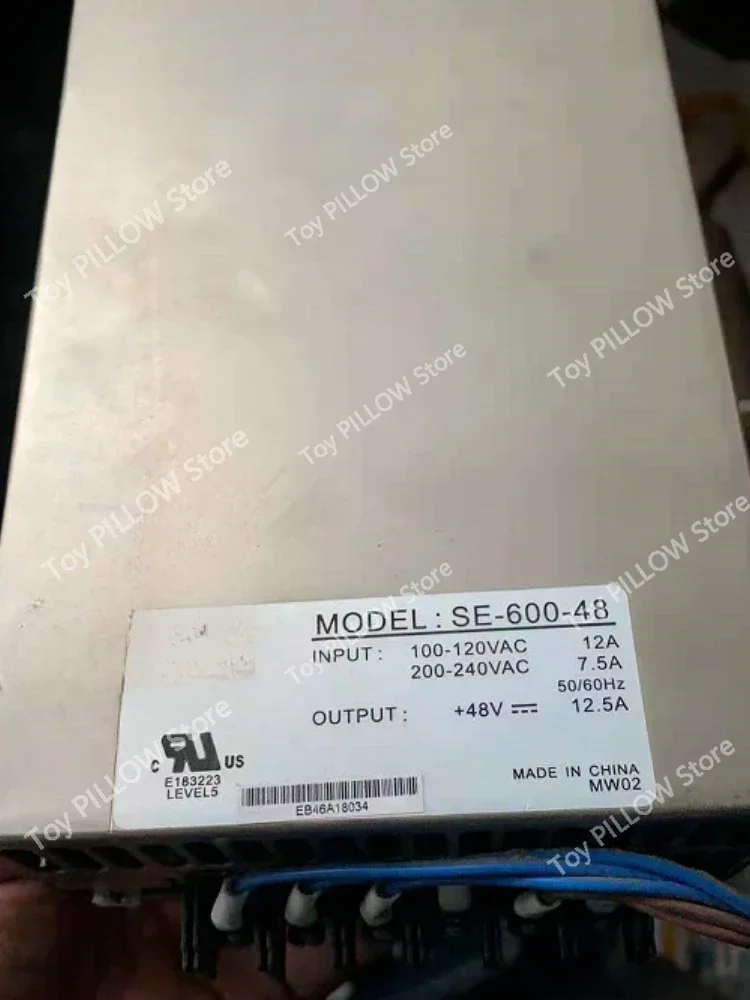 Toy PILLOW Store
Toy PILLOW Store
Toy PILLOW Store
Toy PILLOW Store
Toy PILLOW Store
Toy PILLOW Store
Toy PILLOW Store
MODEL : SE-600-48
INPUT : 100-120VAC 12A
200-240VAC 7.5A
50/60Hz
OUTPUT : +48V 12.5A
c US
E183223
LEVEL5
EB46A18034
MADE IN CHINA
MW02
Toy PILLOW Store
Toy PILLOW Store
Toy PILLOW Store